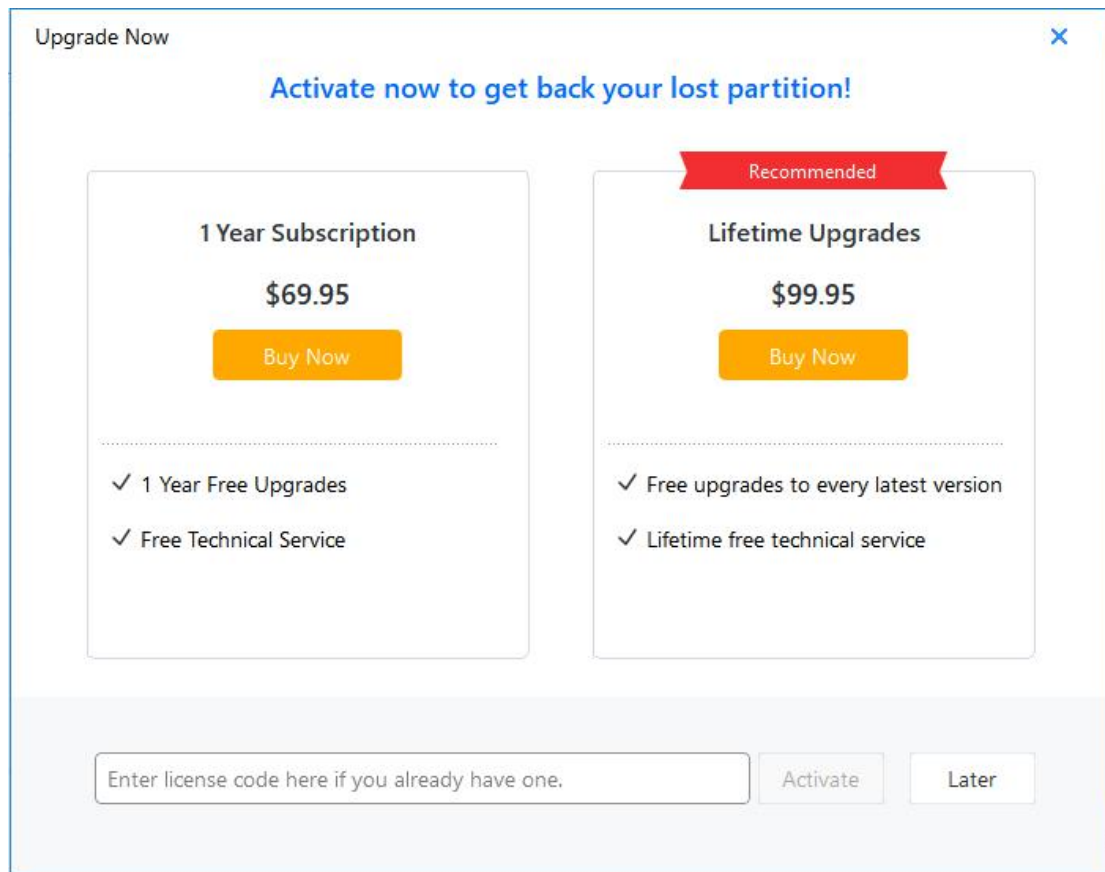 Upgrade Now
Activate now to get back your lost partition!
1 Year Subscription
$69.95
Buy Now
1 Year Free Upgrades
Free Technical Service
Recommended
Lifetime Upgrades
$99.95
Buy Now
Free upgrades to every latest version
Lifetime free technical service
Enter license code here if you already have one.
Activate
Later